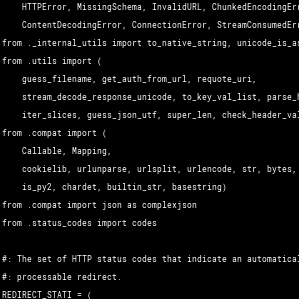 HTTPError, MissingSchema, InvalidURL, ChunkedEncodingErr
ContentDecodingError, ConnectionError, StreamConsumedErr
from ._internal_utils import to_native_string, unicode_is_as
from .utils import (
guess_filename, get_auth_from_url, requote_uri,
stream_decode_response_unicode, to_key_val_list, parse_h
iter_slices, guess_json_utf, super_len, check_header_val
from .compat import (
Callable, Mapping,
cookielib, urlunparse, urlsplit, urlencode, str, bytes,
is_py2, chardet, builtin_str, basestring)
from .compat import json as complexjson
from .status_codes import codes
#: The set of HTTP status codes that indicate an automatical
#: processable redirect.
REDIRECT_STATI = (